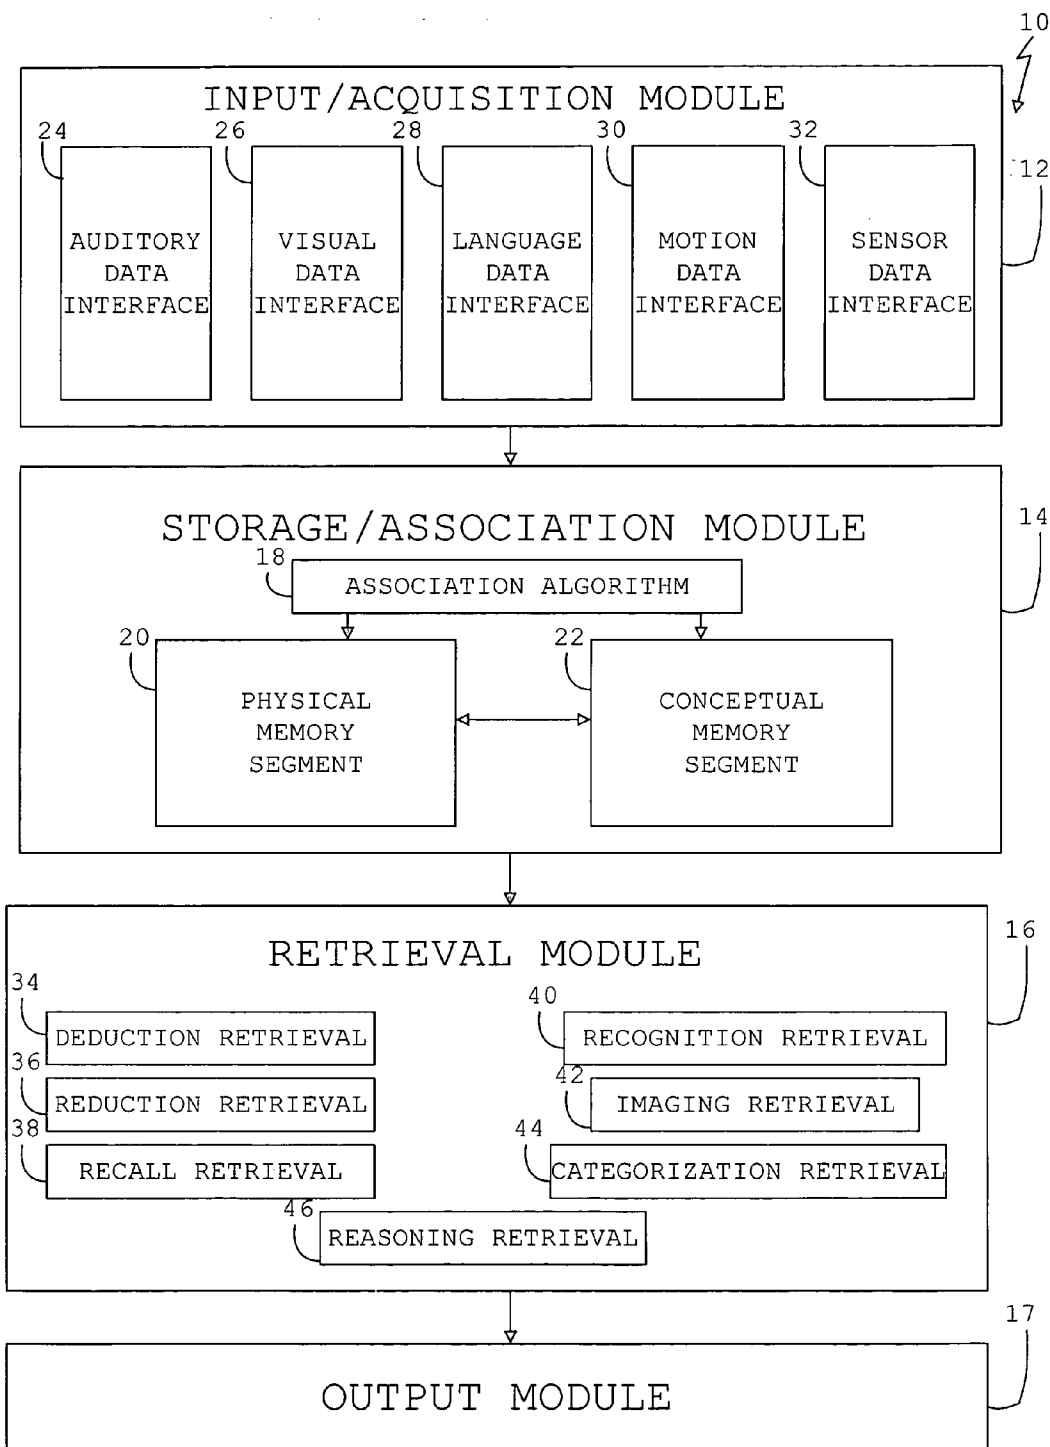 10
INPUT/ACQUISITION MODULE
24
26
28
30
32
12
AUDITORY
DATA
INTERFACE
VISUAL
DATA
INTERFACE
LANGUAGE
DATA
INTERFACE
MOTION
DATA
INTERFACE
SENSOR
DATA
INTERFACE
STORAGE/ASSOCIATION MODULE
14
18
ASSOCIATION ALGORITHM
20
22
PHYSICAL
MEMORY
SEGMENT
CONCEPTUAL
MEMORY
SEGMENT
RETRIEVAL MODULE
16
34
DEDUCTION RETRIEVAL
40
RECOGNITION RETRIEVAL
36
REDUCTION RETRIEVAL
42
IMAGING RETRIEVAL
38
RECALL RETRIEVAL
44
CATEGORIZATION RETRIEVAL
46
REASONING RETRIEVAL
17
OUTPUT MODULE